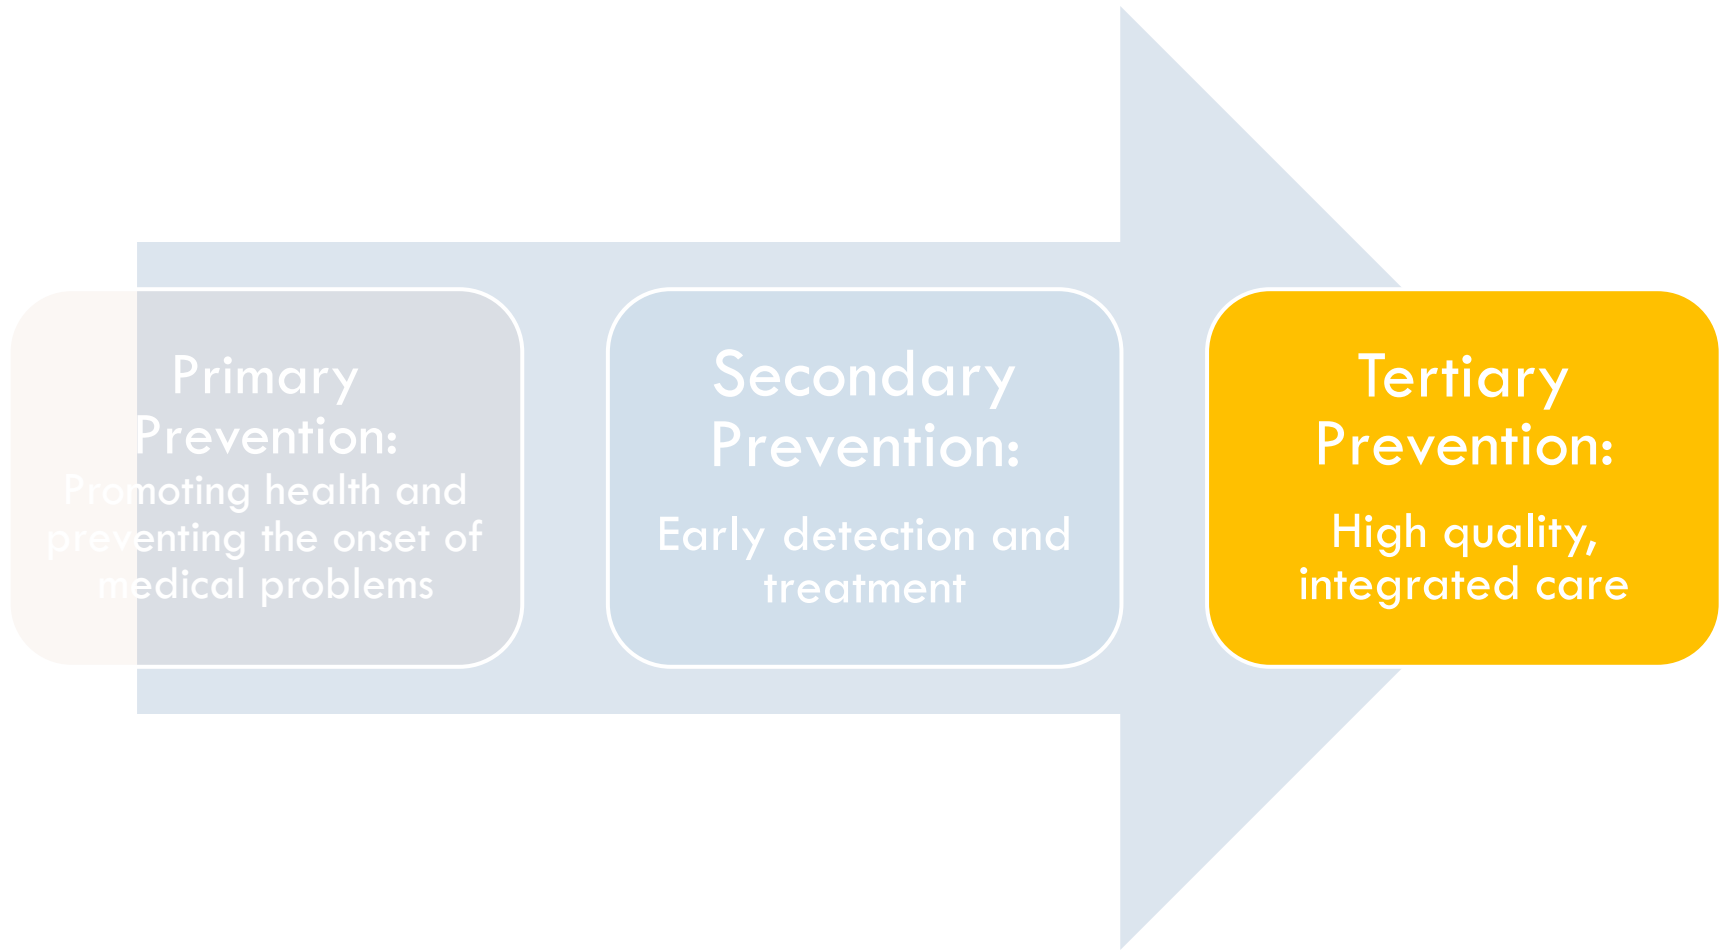 Primary
Prevention:
Promoting health and
preventing the onset of
medical problems
Secondary
Prevention:
Early detection and
treatment
Tertiary
Prevention:
High quality,
integrated care